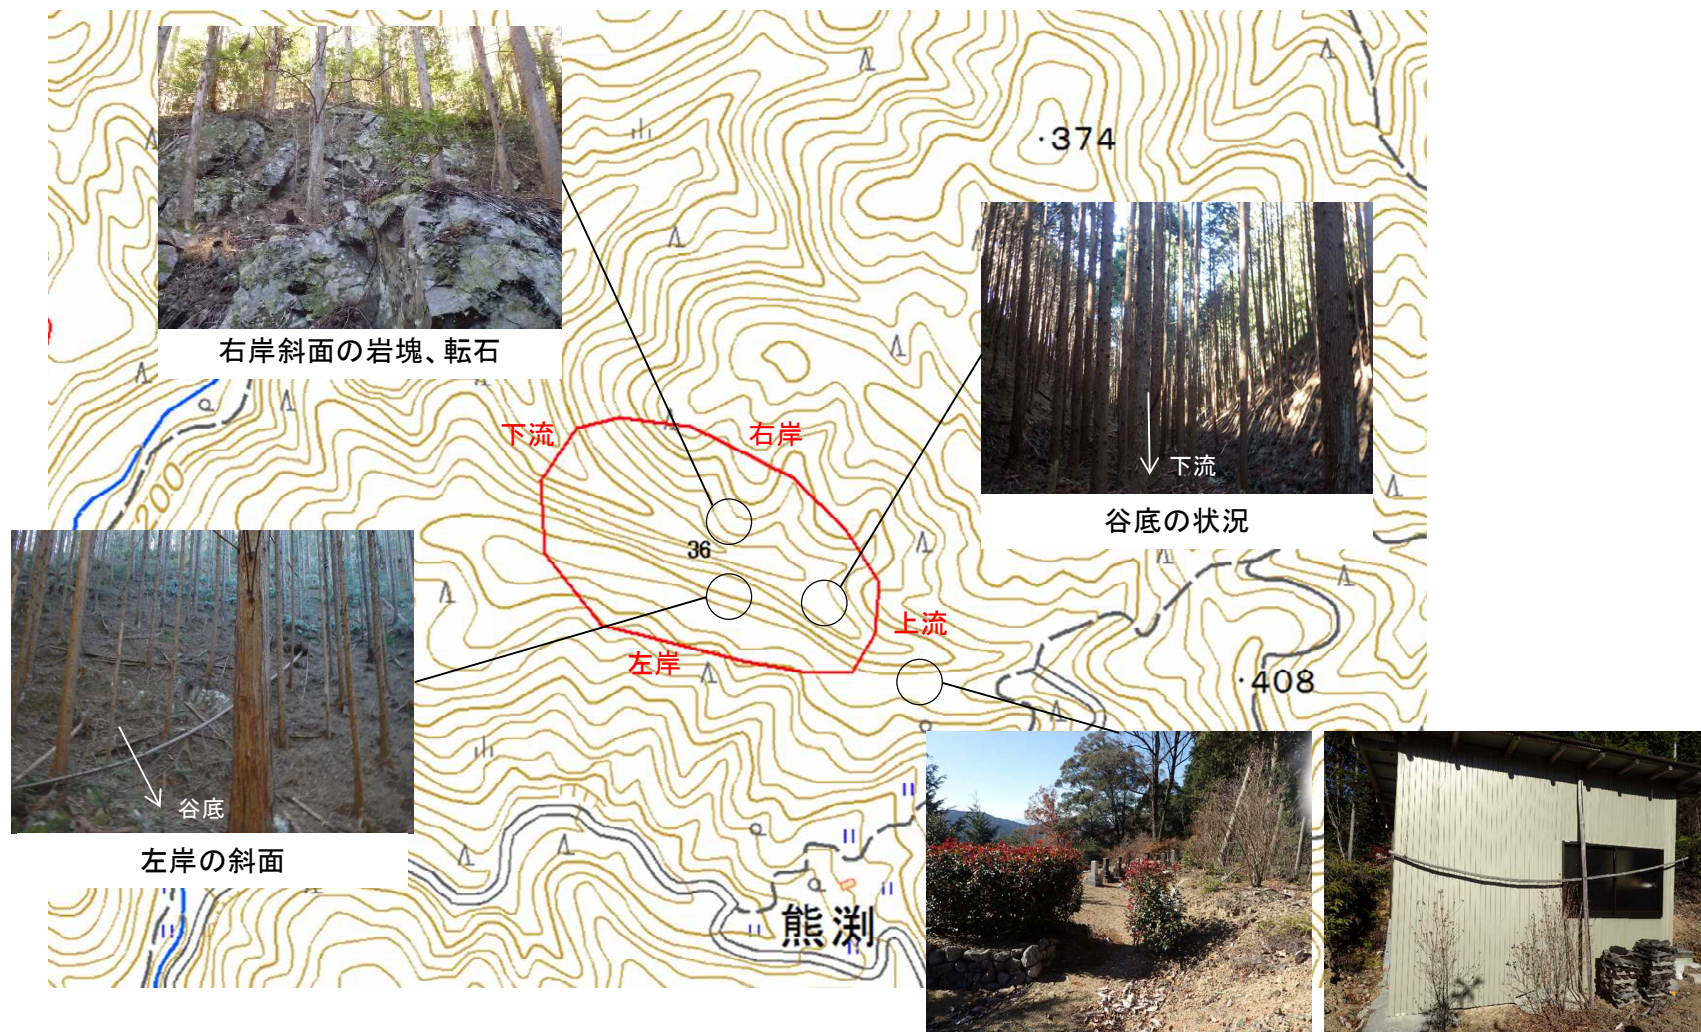 ・374
右岸斜面の岩塊、転石
下流
右岸
下流
谷底の状況
200
36
上流
左岸
・408
谷底
左岸の斜面
熊渕